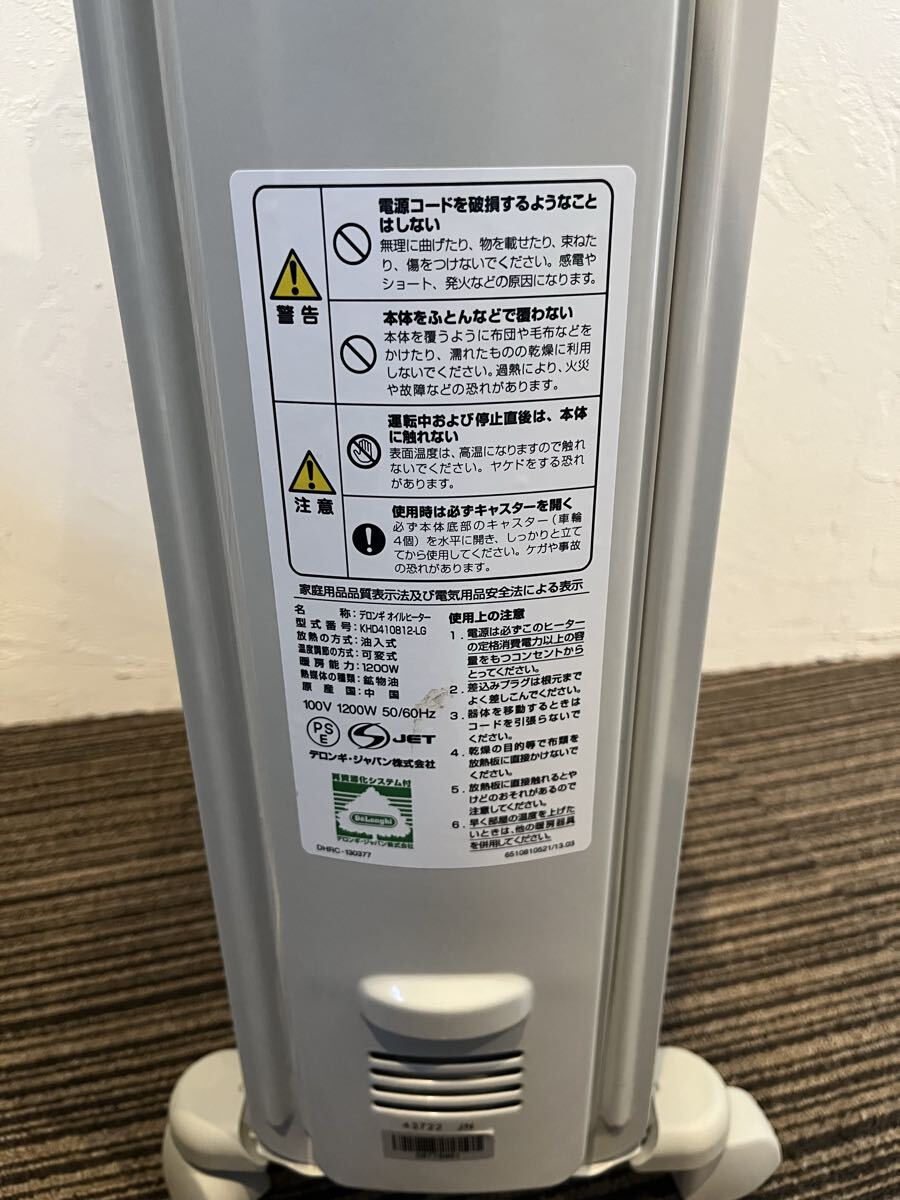 警告
電源コードを破損するようなこと
はしない
無理に曲げたり、物を載せたり、束ねた
り、傷をつけないでください。感電や
ショート、発火などの原因になります。
本体をふとんなどで覆わない
本体を覆うように布団や毛布などを
かけたり、濡れたものの乾燥に利用
しないでください。過熱により、火災
や故障などの恐れがあります。
注意
運転中および停止直後は、本体
に触れない
表面温度は、高温になりますので触れ
ないでください。ヤケドをする恐れ
があります。
使用時は必ずキャスターを開く
必ず本体底部のキャスター(車輪
4個)を水平に開き、しっかりと立て
てから使用してください。ケガや事故
の恐れがあります。
家庭用品品質表示法及び電気用品安全法による表示
名称:デロンギ オイルヒーター
型式番号:KHD410812-LG
放熱の方式:油入式
温度調節の方式:可変式
暖房能力:1200W
熱媒体の種類:鉱物油
原産国:中国
100V 1200W 50/60Hz
PS
E
JET
デロンギ・ジャパン株式会社
再資源化システム付
DeLonghi
デロンギ・ジャパン株式会社
DHRC-130377
使用上の注意
1. 電源は必ずこのヒーター
の定格消費電力以上の容
量をもつコンセントから
とってください。
2. 差込みプラグは根元まで
よく差しこんでください。
3. 器体を移動するときは
コードを引張らないで
ください。
4. 乾燥の目的等で布類を
放熱板に直接かけないで
ください。
5. 放熱板に直接触れるとや
けどのおそれがあるので
注意してください。
6. 早く部屋の温度を上げた
いときは、他の暖房器具
を併用してください。
6510810521/13.03
43722 JN